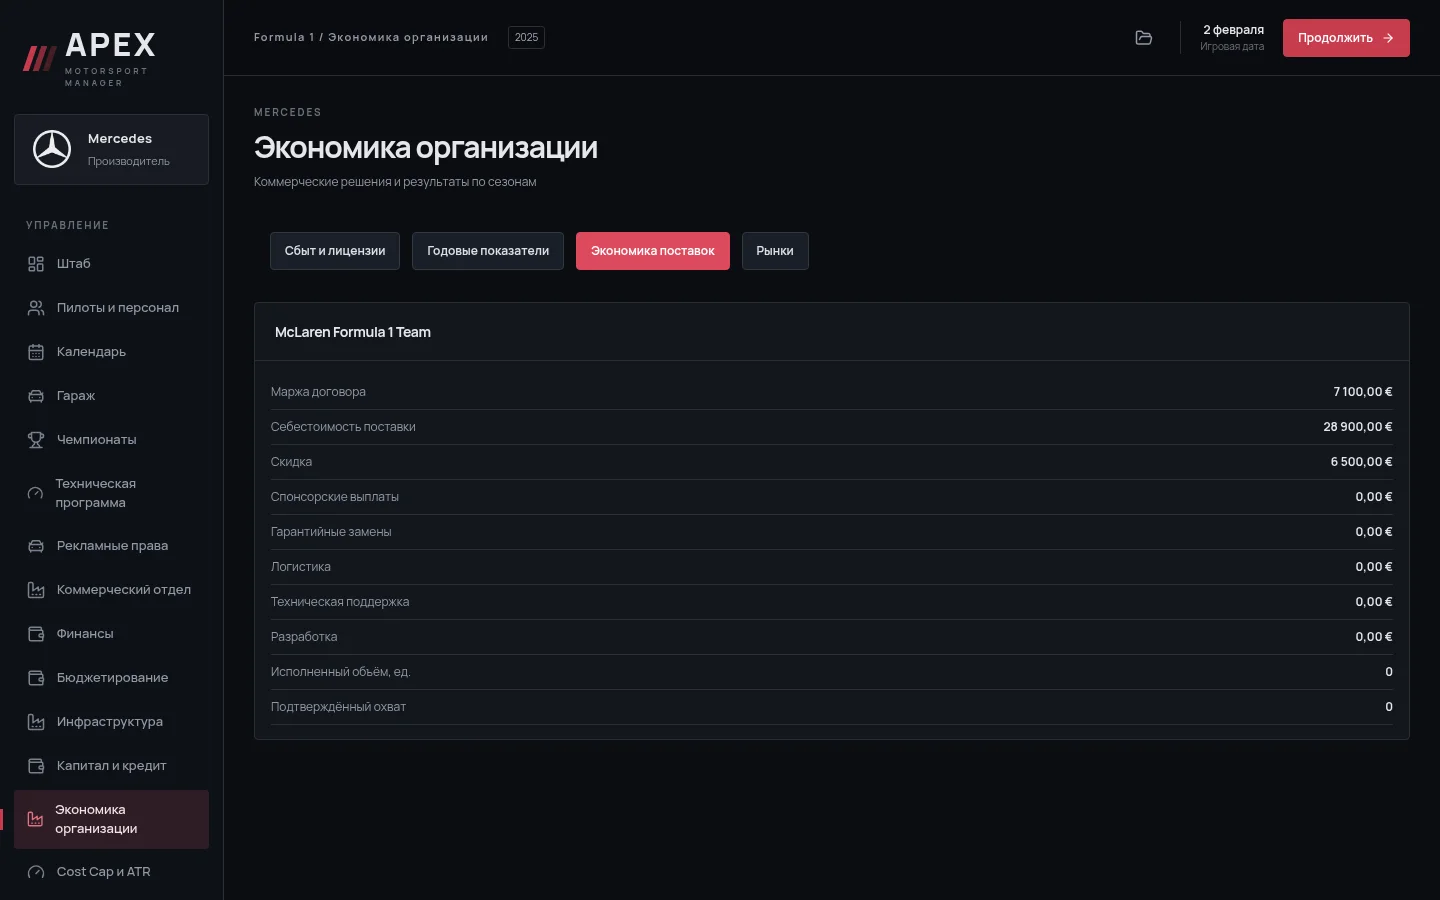 APEX
MOTORSPORT
MANAGER
Mercedes
Производитель
УПРАВЛЕНИЕ
Штаб
Пилоты и персонал
Календарь
Гараж
Чемпионаты
Техническая
программа
Рекламные права
Коммерческий отдел
Финансы
Бюджетирование
Инфраструктура
Капитал и кредит
Экономика
организации
Cost Cap и ATR
Formula 1 / Экономика организации
2025
2 февраля
Игровая дата
Продолжить
MERCEDES
Экономика организации
Коммерческие решения и результаты по сезонам
Сбыт и лицензии
Годовые показатели
Экономика поставок
Рынки
McLaren Formula 1 Team
Маржа договора 7 100,00 €
Себестоимость поставки 28 900,00 €
Скидка 6 500,00 €
Спонсорские выплаты 0,00 €
Гарантийные замены 0,00 €
Логистика 0,00 €
Техническая поддержка 0,00 €
Разработка 0,00 €
Исполненный объём, ед. 0
Подтверждённый охват 0